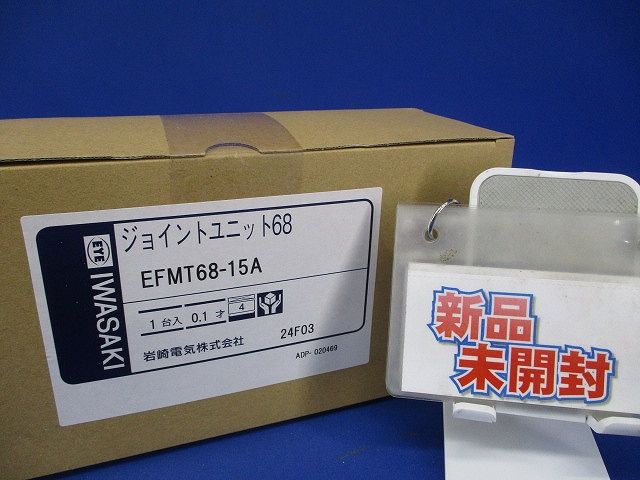 ジョイントユニット68
EYE
IWASAKI
EFMT68-15A
1台入 0.1才 4
24F03
岩崎電気株式会社
ADP-020469
新品
未開封